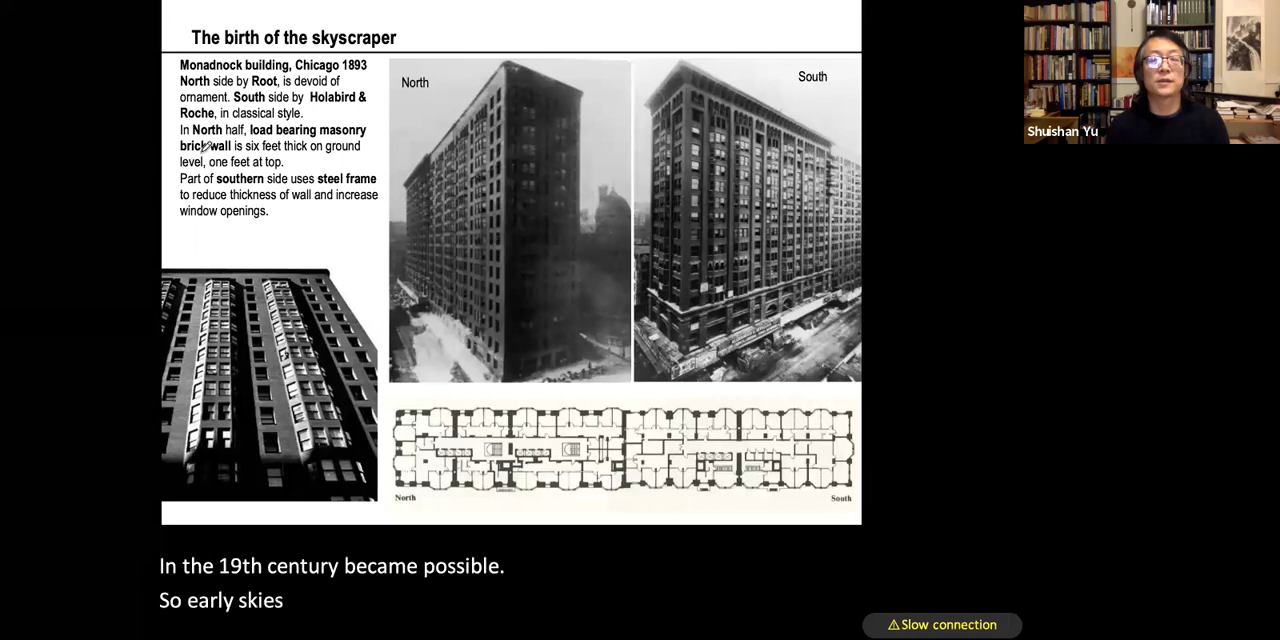 The birth of the skyscraper
Monadnock building, Chicago 1893
North side by Root, is devoid of
ornament. South side by Holabird &
Roche, in classical style.
In North half, load bearing masonry
brick wall is six feet thick on ground
level, one feet at top.
Part of southern side uses steel frame
to reduce thickness of wall and increase
window openings.
North
South
North
South
Shuishan Yu
In the 19th century became possible.
So early skies
⚠Slow connection